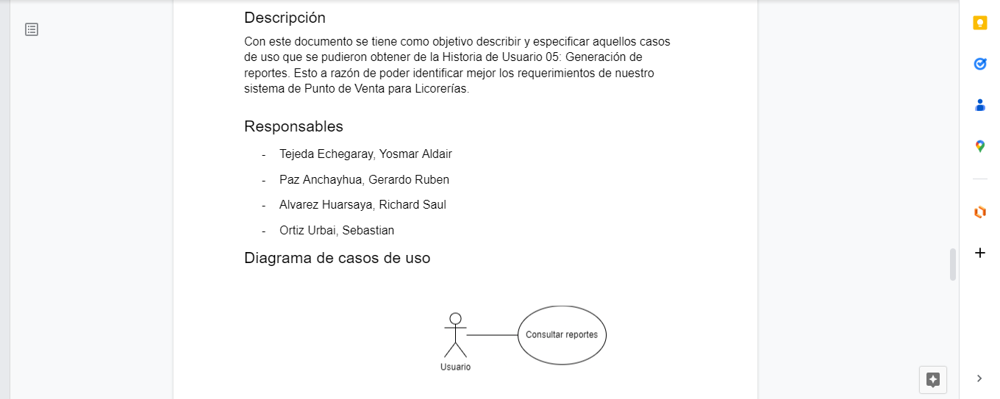 Descripción
Con este documento se tiene como objetivo describir y especificar aquellos casos
de uso que se pudieron obtener de la Historia de Usuario 05: Generación de
reportes. Esto a razón de poder identificar mejor los requerimientos de nuestro
sistema de Punto de Venta para Licorerías.
Responsables
- Tejeda Echegaray, Yosmar Aldair
- Paz Anchayhua, Gerardo Ruben
- Alvarez Huarsaya, Richard Saul
- Ortiz Urbai, Sebastian
Diagrama de casos de uso
Consultar reportes
Usuario